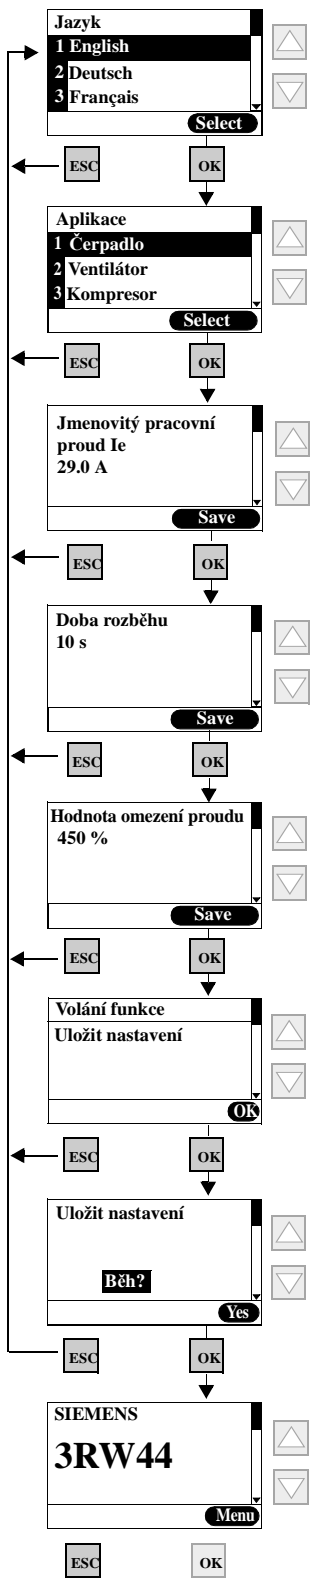 Jazyk
1 English
2 Deutsch
3 Français
Select
ESC
OK
Aplikace
1 Čerpadlo
2 Ventilátor
3 Kompresor
Select
ESC
OK
Jmenovitý pracovní
proud Ie
29.0 A
Save
ESC
OK
Doba rozběhu
10 s
Save
ESC
OK
Hodnota omezení proudu
450 %
Save
ESC
OK
Volání funkce
Uložit nastavení
OK
ESC
OK
Uložit nastavení
Běh?
Yes
ESC
OK
SIEMENS
3RW44
Menu
ESC
OK